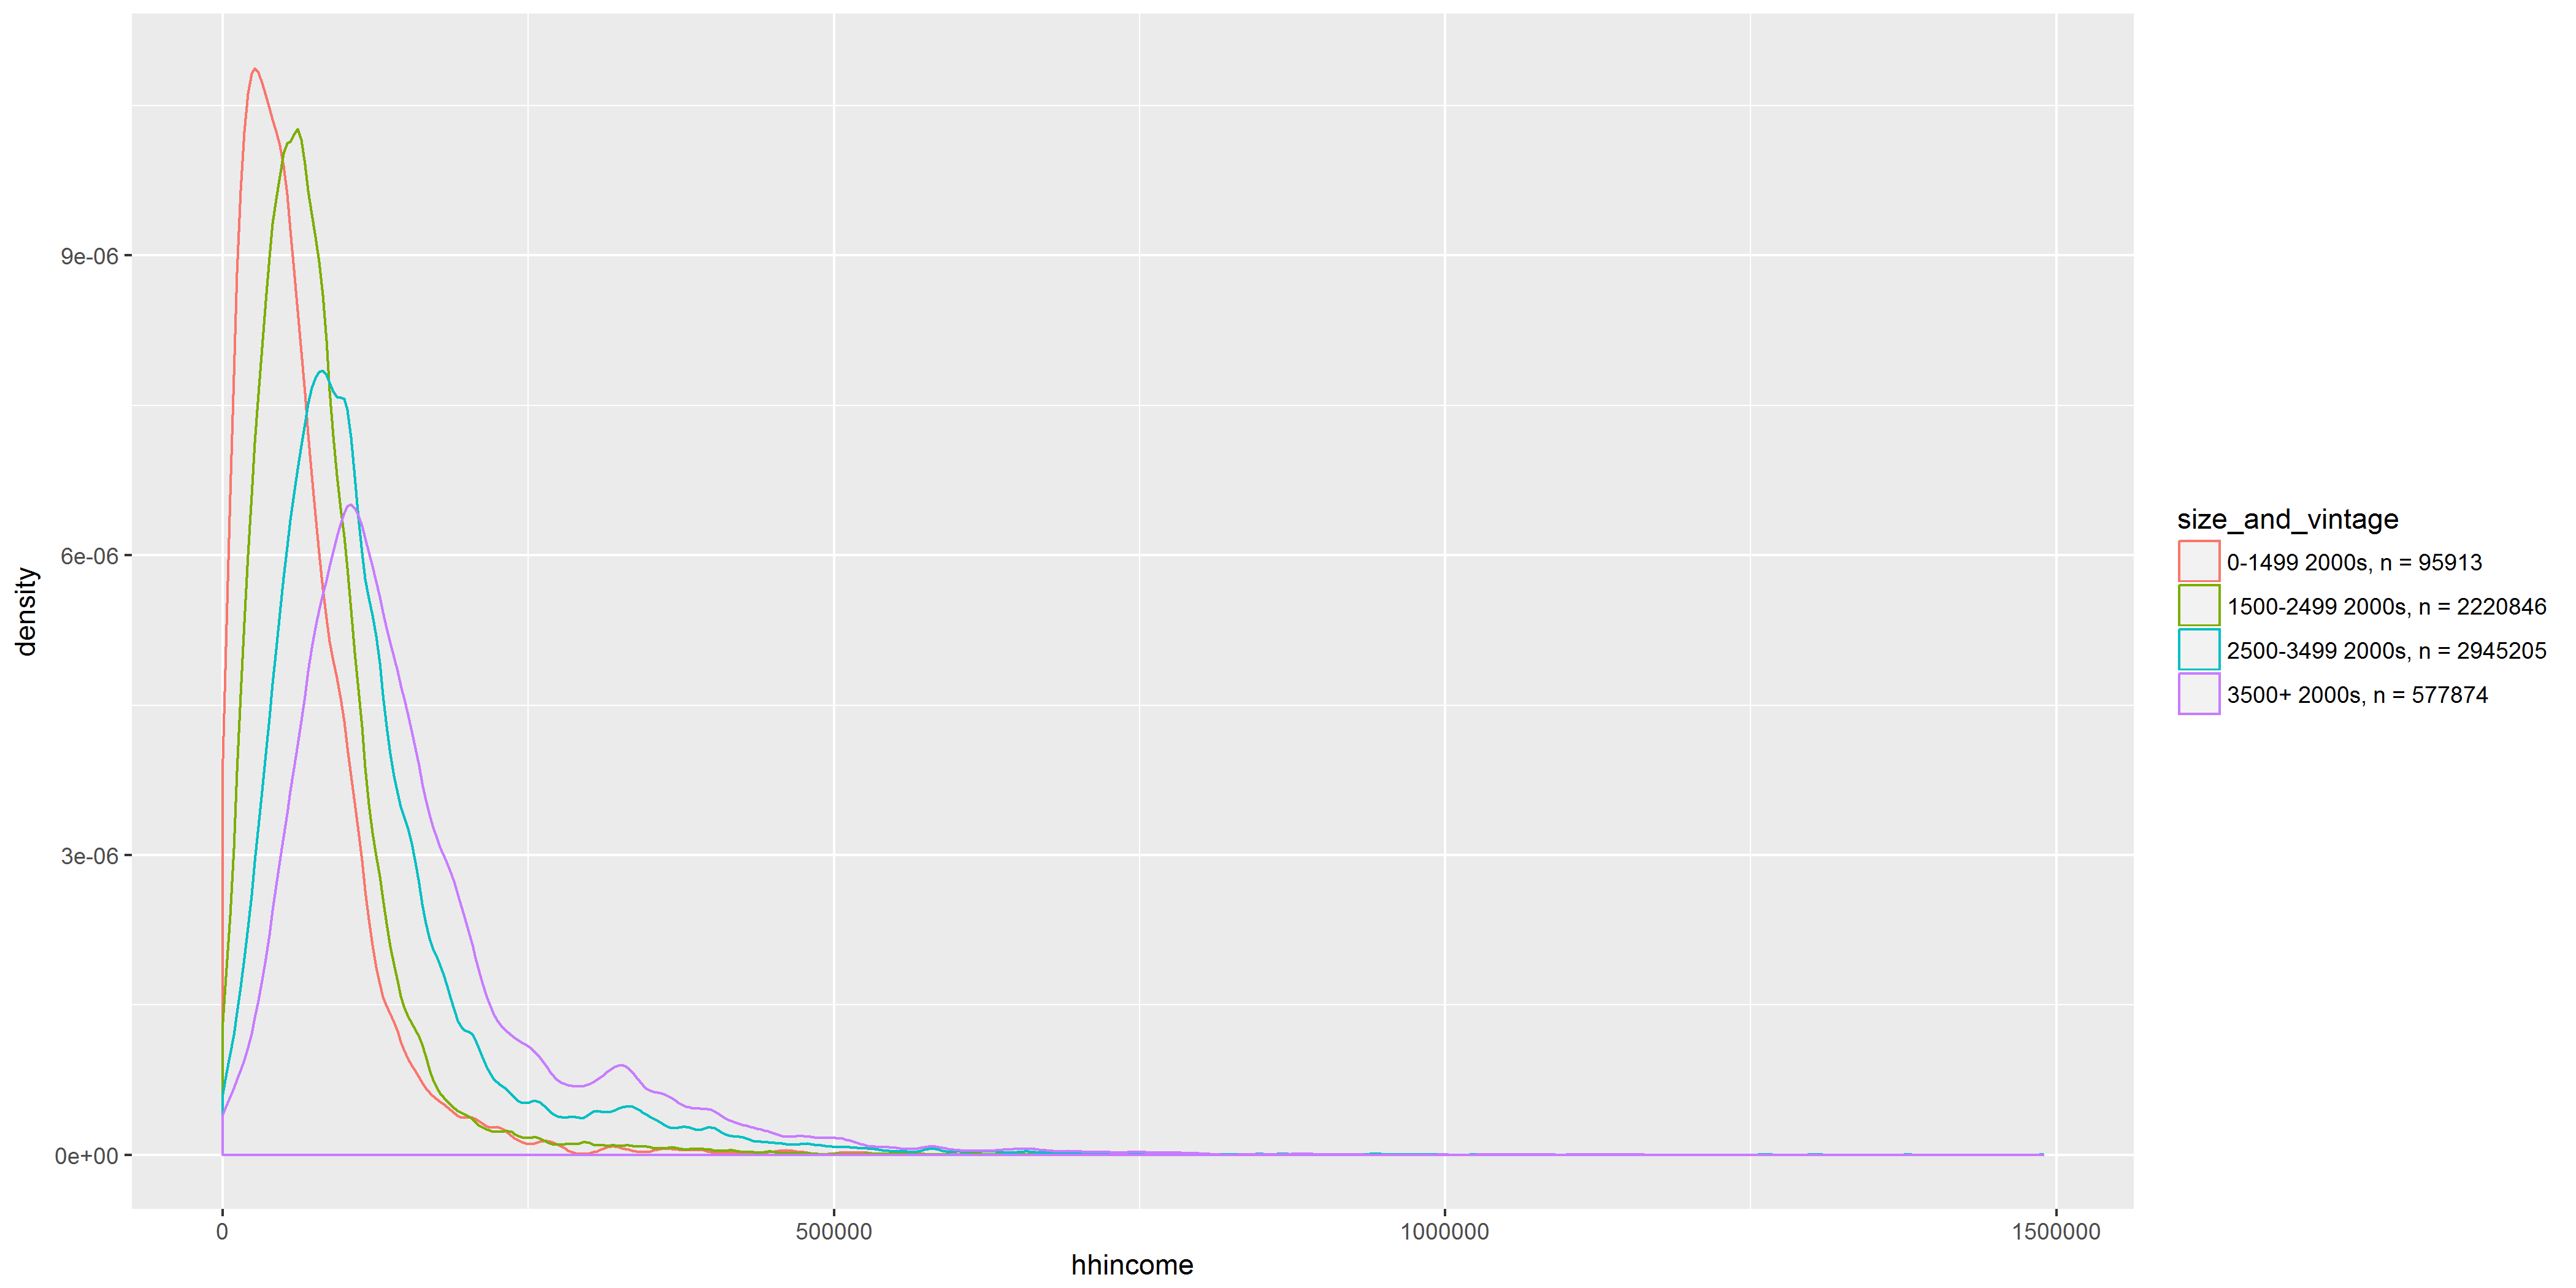 density
9e-06
6e-06
3e-06
0e+00
0
500000
1000000
1500000
hhincome
size_and_vintage
0-1499 2000s, n = 95913
1500-2499 2000s, n = 2220846
2500-3499 2000s, n = 2945205
3500+ 2000s, n = 577874